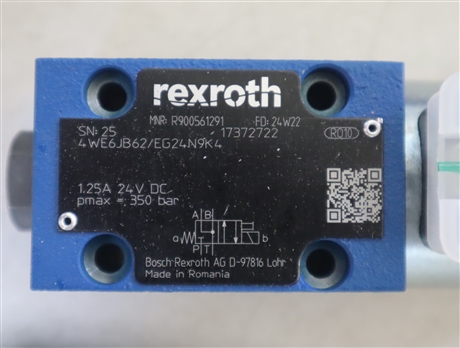 rexroth
MNR: R900561291 FD: 24W22
SN: 25 17372722 RO10
4WE6JB62/EG24N9K4
1.25A 24V DC
pmax = 350 bar
A B
a b
P T
Bosch Rexroth AG D-97816 Lohr
Made in Romania